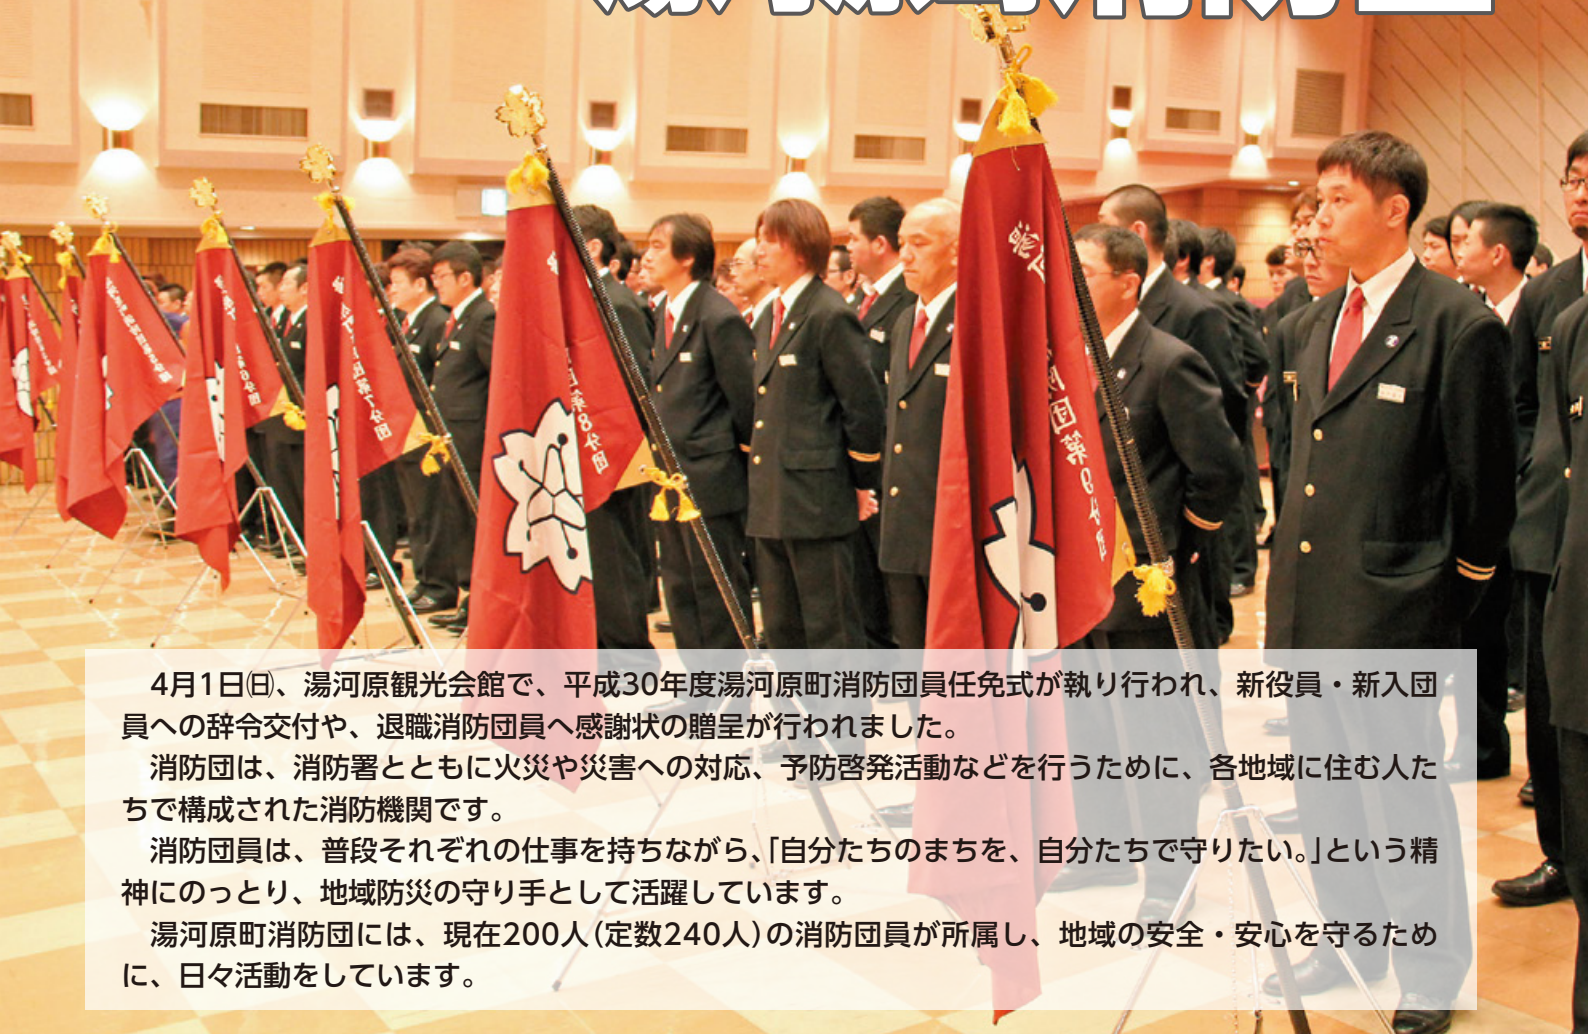 湯河原町消防団
　4月1日㈰、湯河原観光会館で、平成30年度湯河原町消防団員任免式が執り行われ、新役員・新入団
員への辞令交付や、退職消防団員へ感謝状の贈呈が行われました。
　消防団は、消防署とともに火災や災害への対応、予防啓発活動などを行うために、各地域に住む人た
ちで構成された消防機関です。
　消防団員は、普段それぞれの仕事を持ちながら、「自分たちのまちを、自分たちで守りたい。」という精
神にのっとり、地域防災の守り手として活躍しています。
　湯河原町消防団には、現在200人（定数240人）の消防団員が所属し、地域の安全・安心を守るため
に、日々活動をしています。